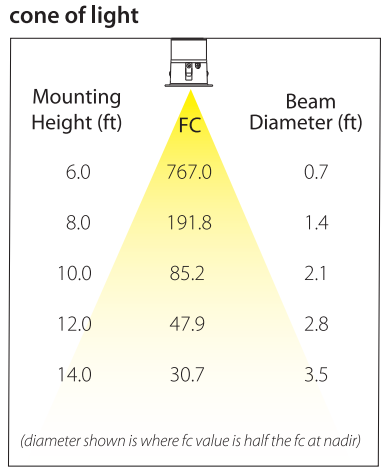 cone of light
Mounting Height (ft) FC Beam Diameter (ft)
6.0 767.0 0.7
8.0 191.8 1.4
10.0 85.2 2.1
12.0 47.9 2.8
14.0 30.7 3.5
(diameter shown is where fc value is half the fc at nadir)